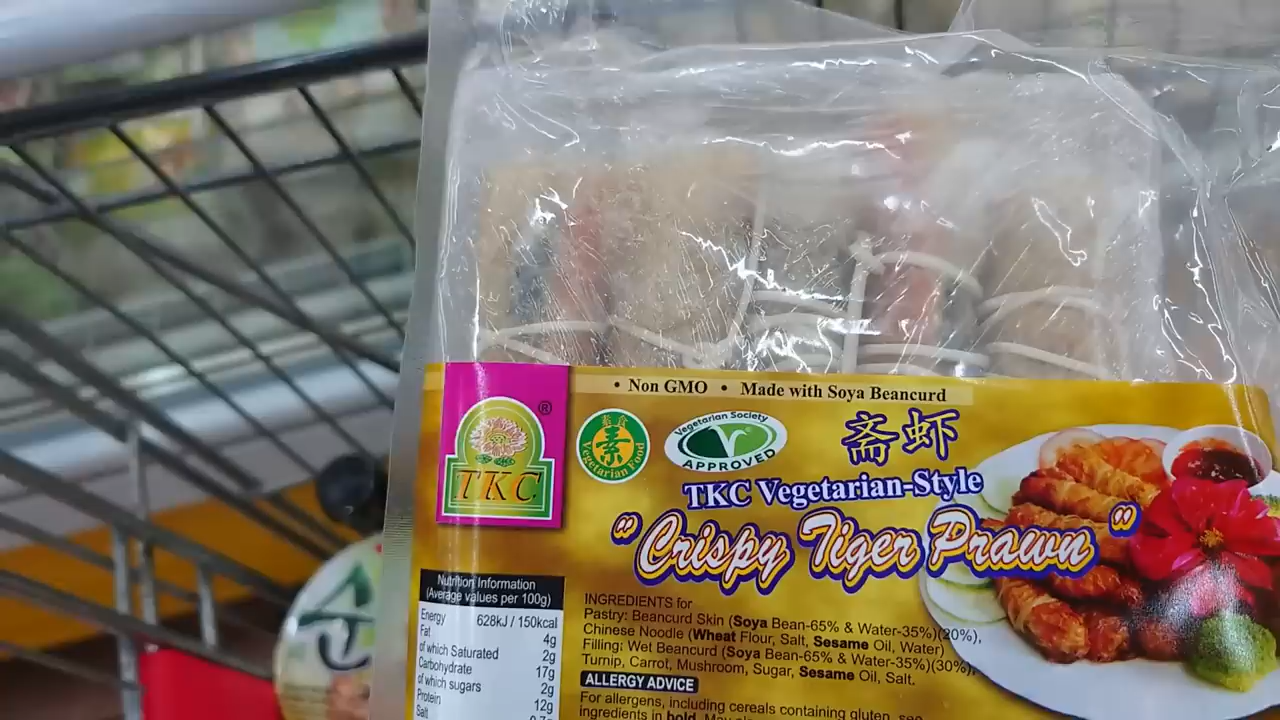 • Non GMO • Made with Soya Beancurd
®
TKC
素食
素
Vegetarian Food
Vegetarian Society
V
APPROVED
斋虾
TKC Vegetarian-Style
"Crispy Tiger Prawn"
Nutrition Information
(Average values per 100g)
Energy 628kJ / 150kcal
Fat 4g
of which Saturated 2g
Carbohydrate 17g
of which sugars 2g
Protein 12g
Salt
INGREDIENTS for
Pastry: Beancurd Skin (Soya Bean-65% & Water-35%)(20%),
Chinese Noodle (Wheat Flour, Salt, Sesame Oil, Water)
Filling: Wet Beancurd (Soya Bean-65% & Water-35%)(30%),
Turnip, Carrot, Mushroom, Sugar, Sesame Oil, Salt.
ALLERGY ADVICE
For allergens, including cereals containing gluten, see
ingredients in bold. May